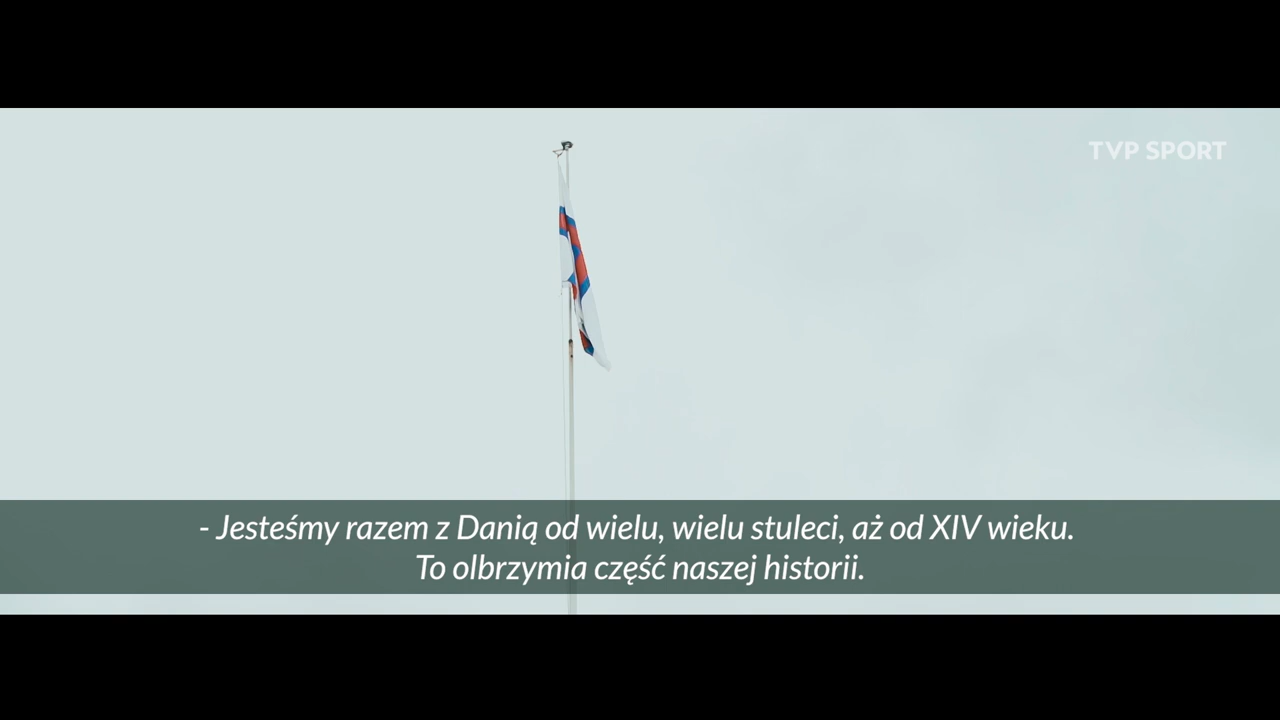 TVP SPORT
- Jesteśmy razem z Danią od wielu, wielu stuleci, aż od XIV wieku.
To olbrzymia część naszej historii.